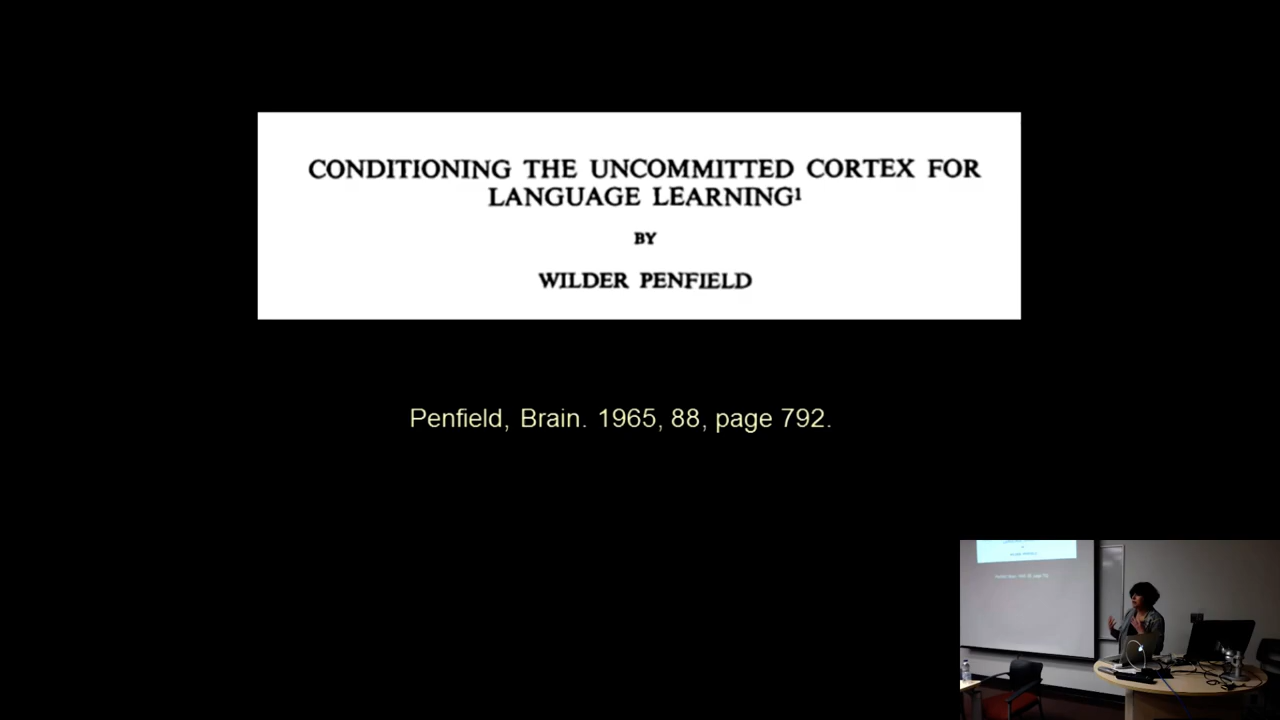 CONDITIONING THE UNCOMMITTED CORTEX FOR
LANGUAGE LEARNING¹
BY
WILDER PENFIELD
Penfield, Brain. 1965, 88, page 792.